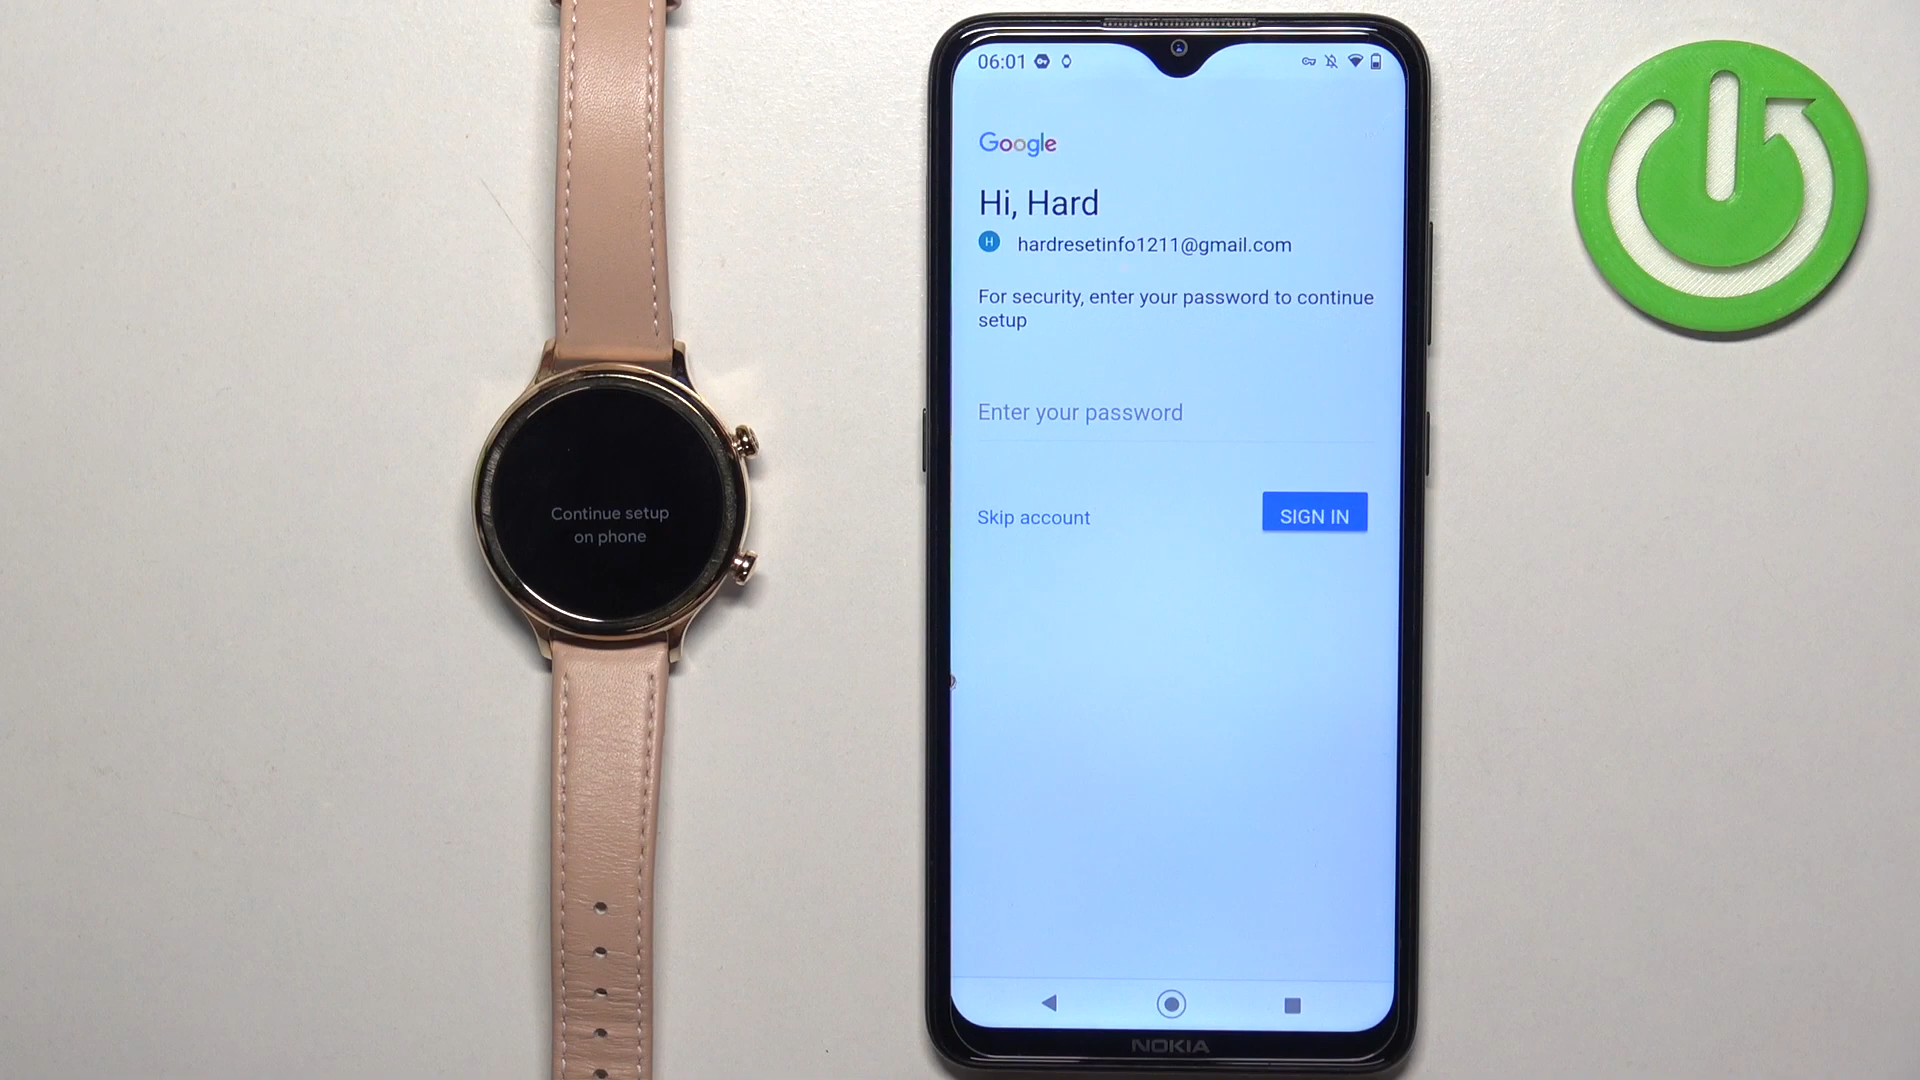 Continue setup
on phone
06:01
Google
Hi, Hard
H hardresetinfo1211@gmail.com
For security, enter your password to continue
setup
Enter your password
Skip account
SIGN IN
NOKIA